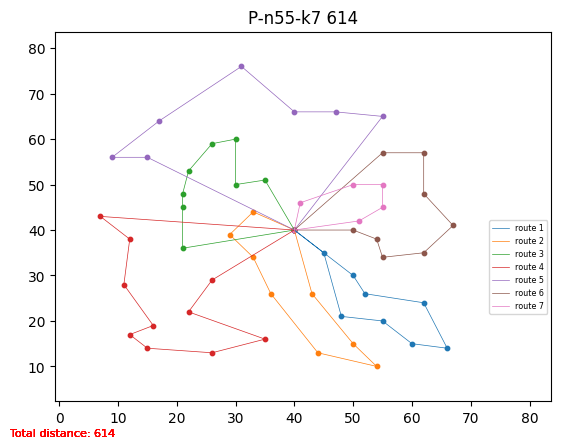 P-n55-k7 614
80
70
60
50
40
30
20
10
0 10 20 30 40 50 60 70 80
route 1
route 2
route 3
route 4
route 5
route 6
route 7
Total distance: 614